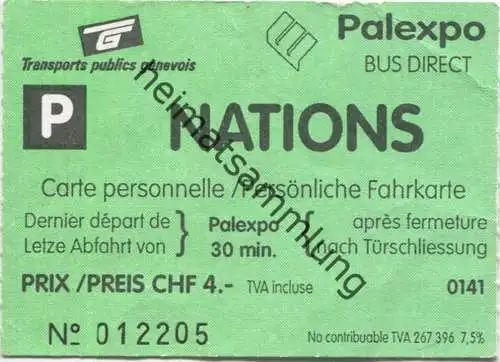 Palexpo
BUS DIRECT
Transports publics genevois
P NATIONS
Carte personnelle /Persönliche Fahrkarte
Dernier départ de } Palexpo { après fermeture
Letze Abfahrt von } 30 min. { nach Türschliessung
PRIX /PREIS CHF 4.- TVA incluse 0141
No 012205
No contribuable TVA 267 396 7,5%
heimatsammlung